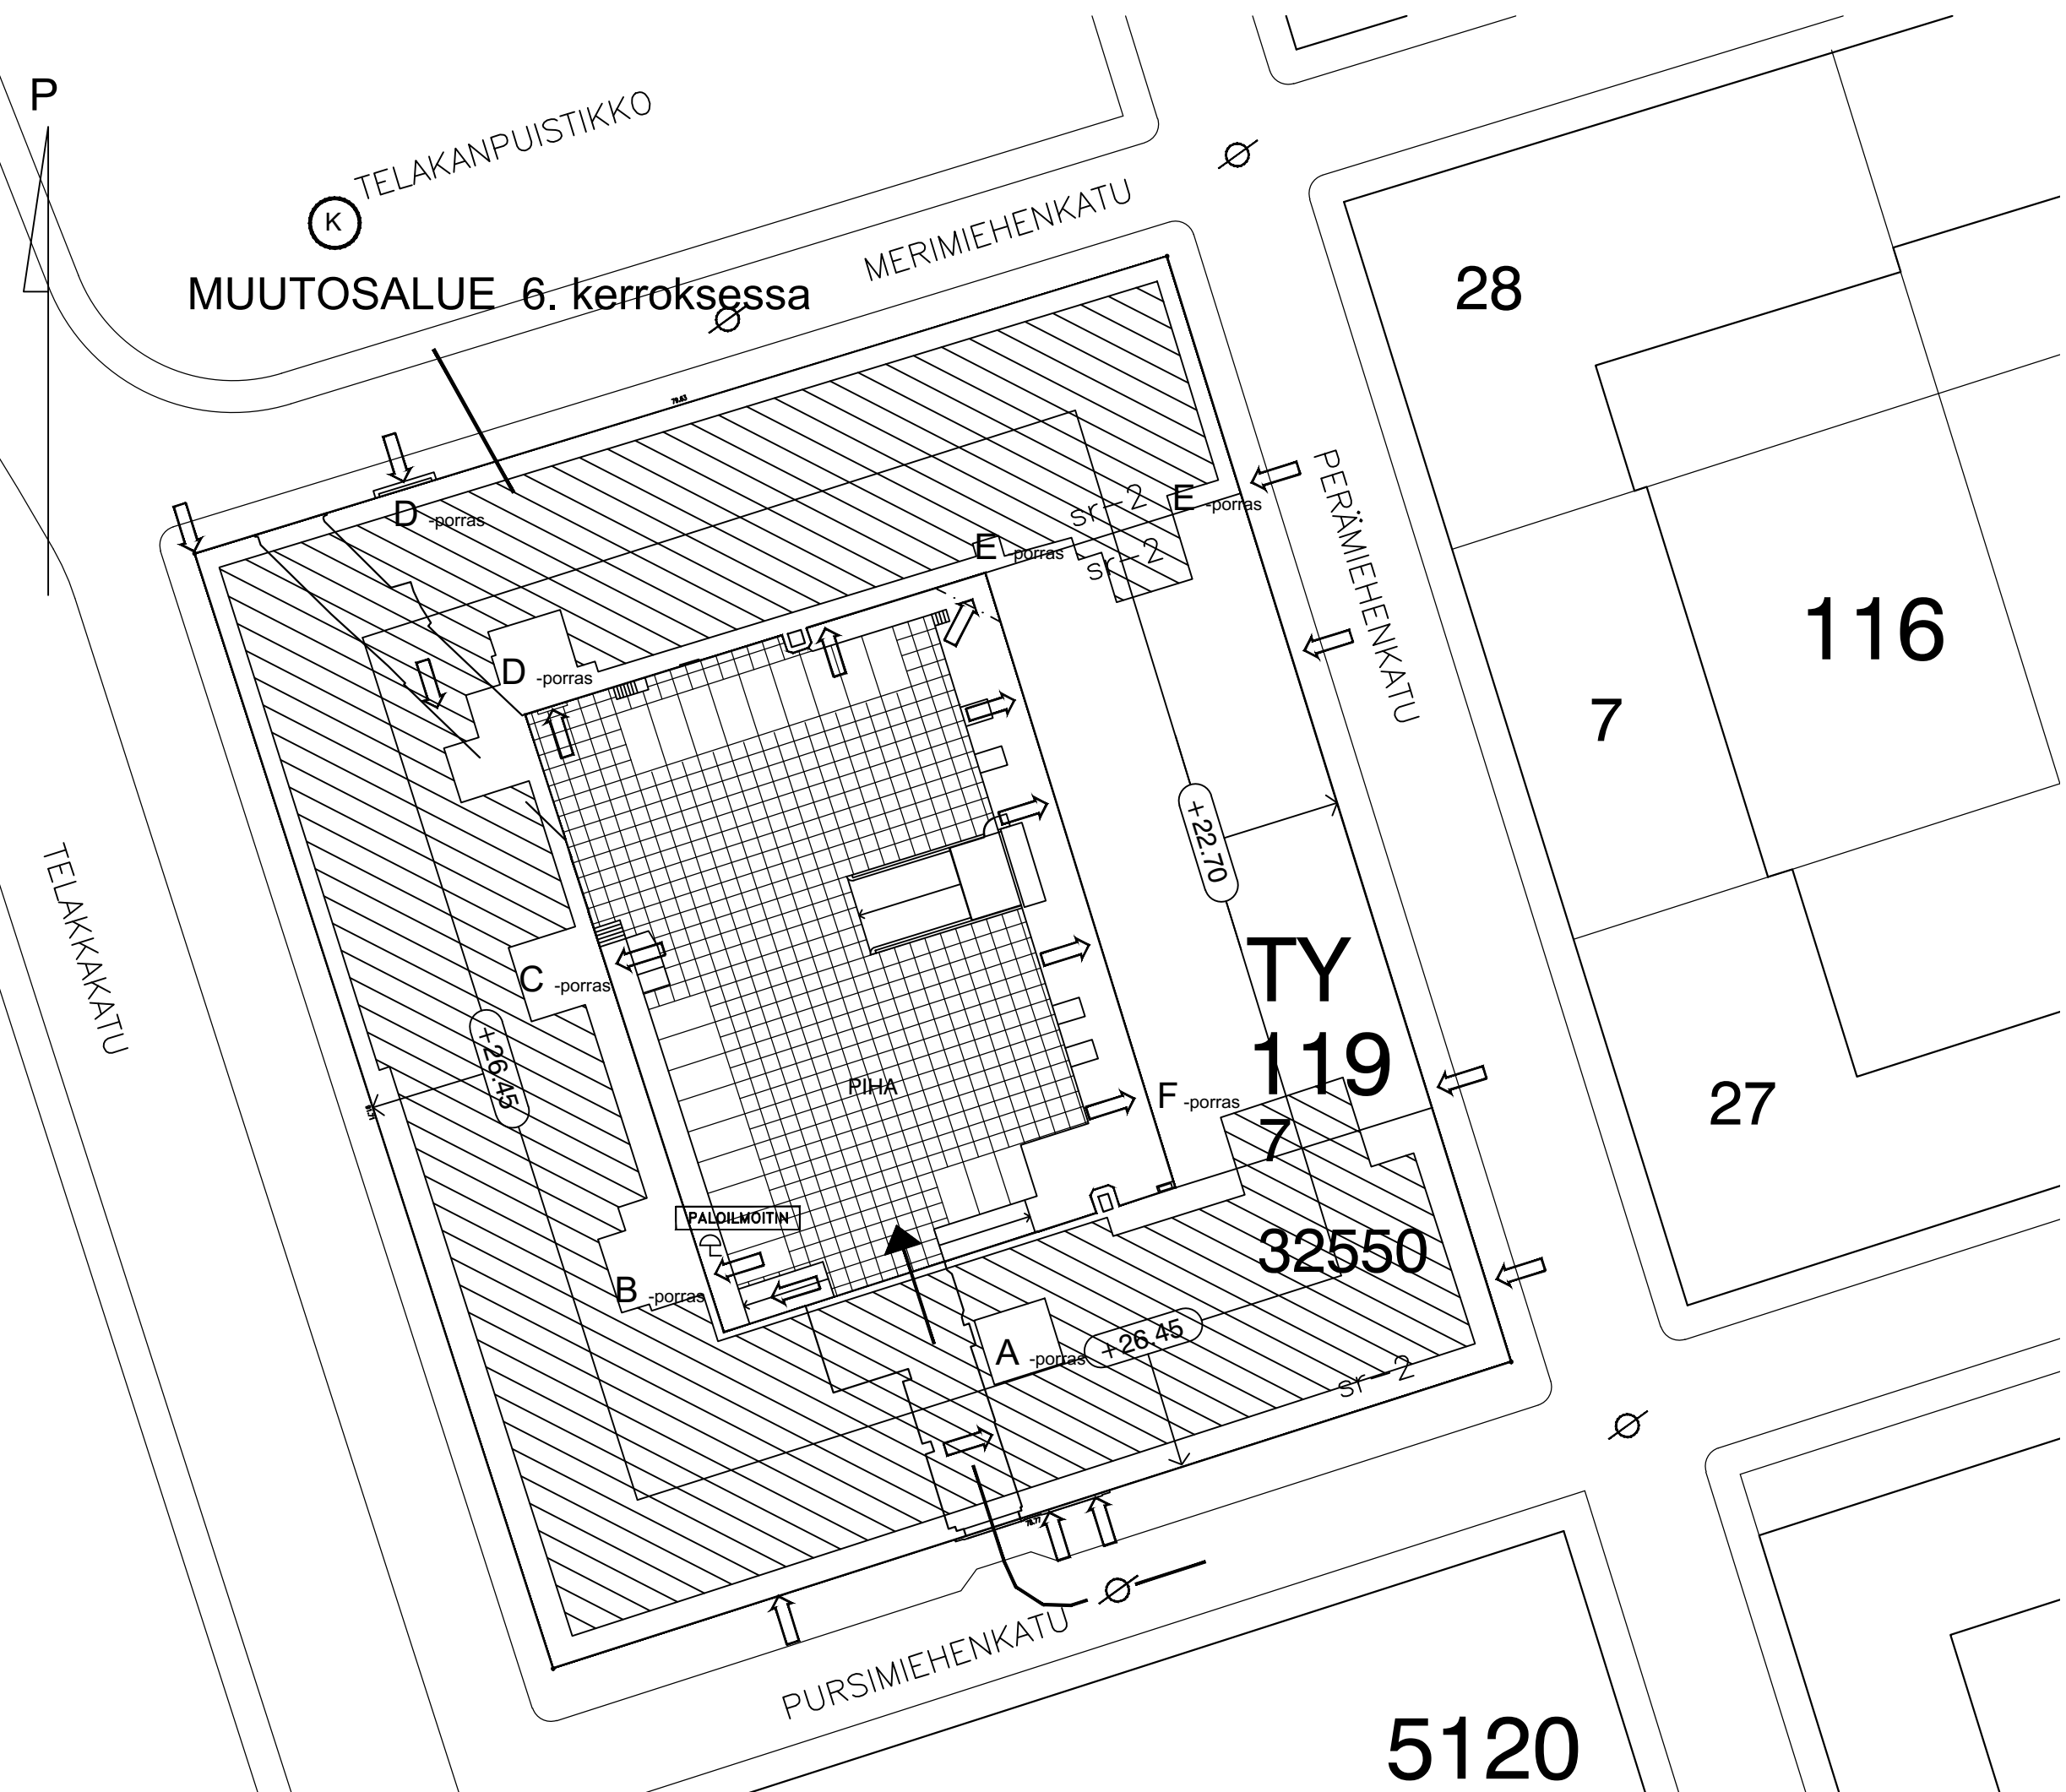 P
TELAKANPUISTIKKO
K
MERIMIEHENKATU
MUUTOSALUE 6. kerroksessa
28
79.63
D -porras
sr-2
E -porras
E -porras
sr-2
PERÄMIEHENKATU
116
D -porras
7
+22.70
TELAKKAKATU
TY
C -porras
119
+26.45
PIHA
F -porras
7
27
PALOILMOITIN
32550
B -porras
A -porras
+26.45
sr-2
PURSIMIEHENKATU
5120